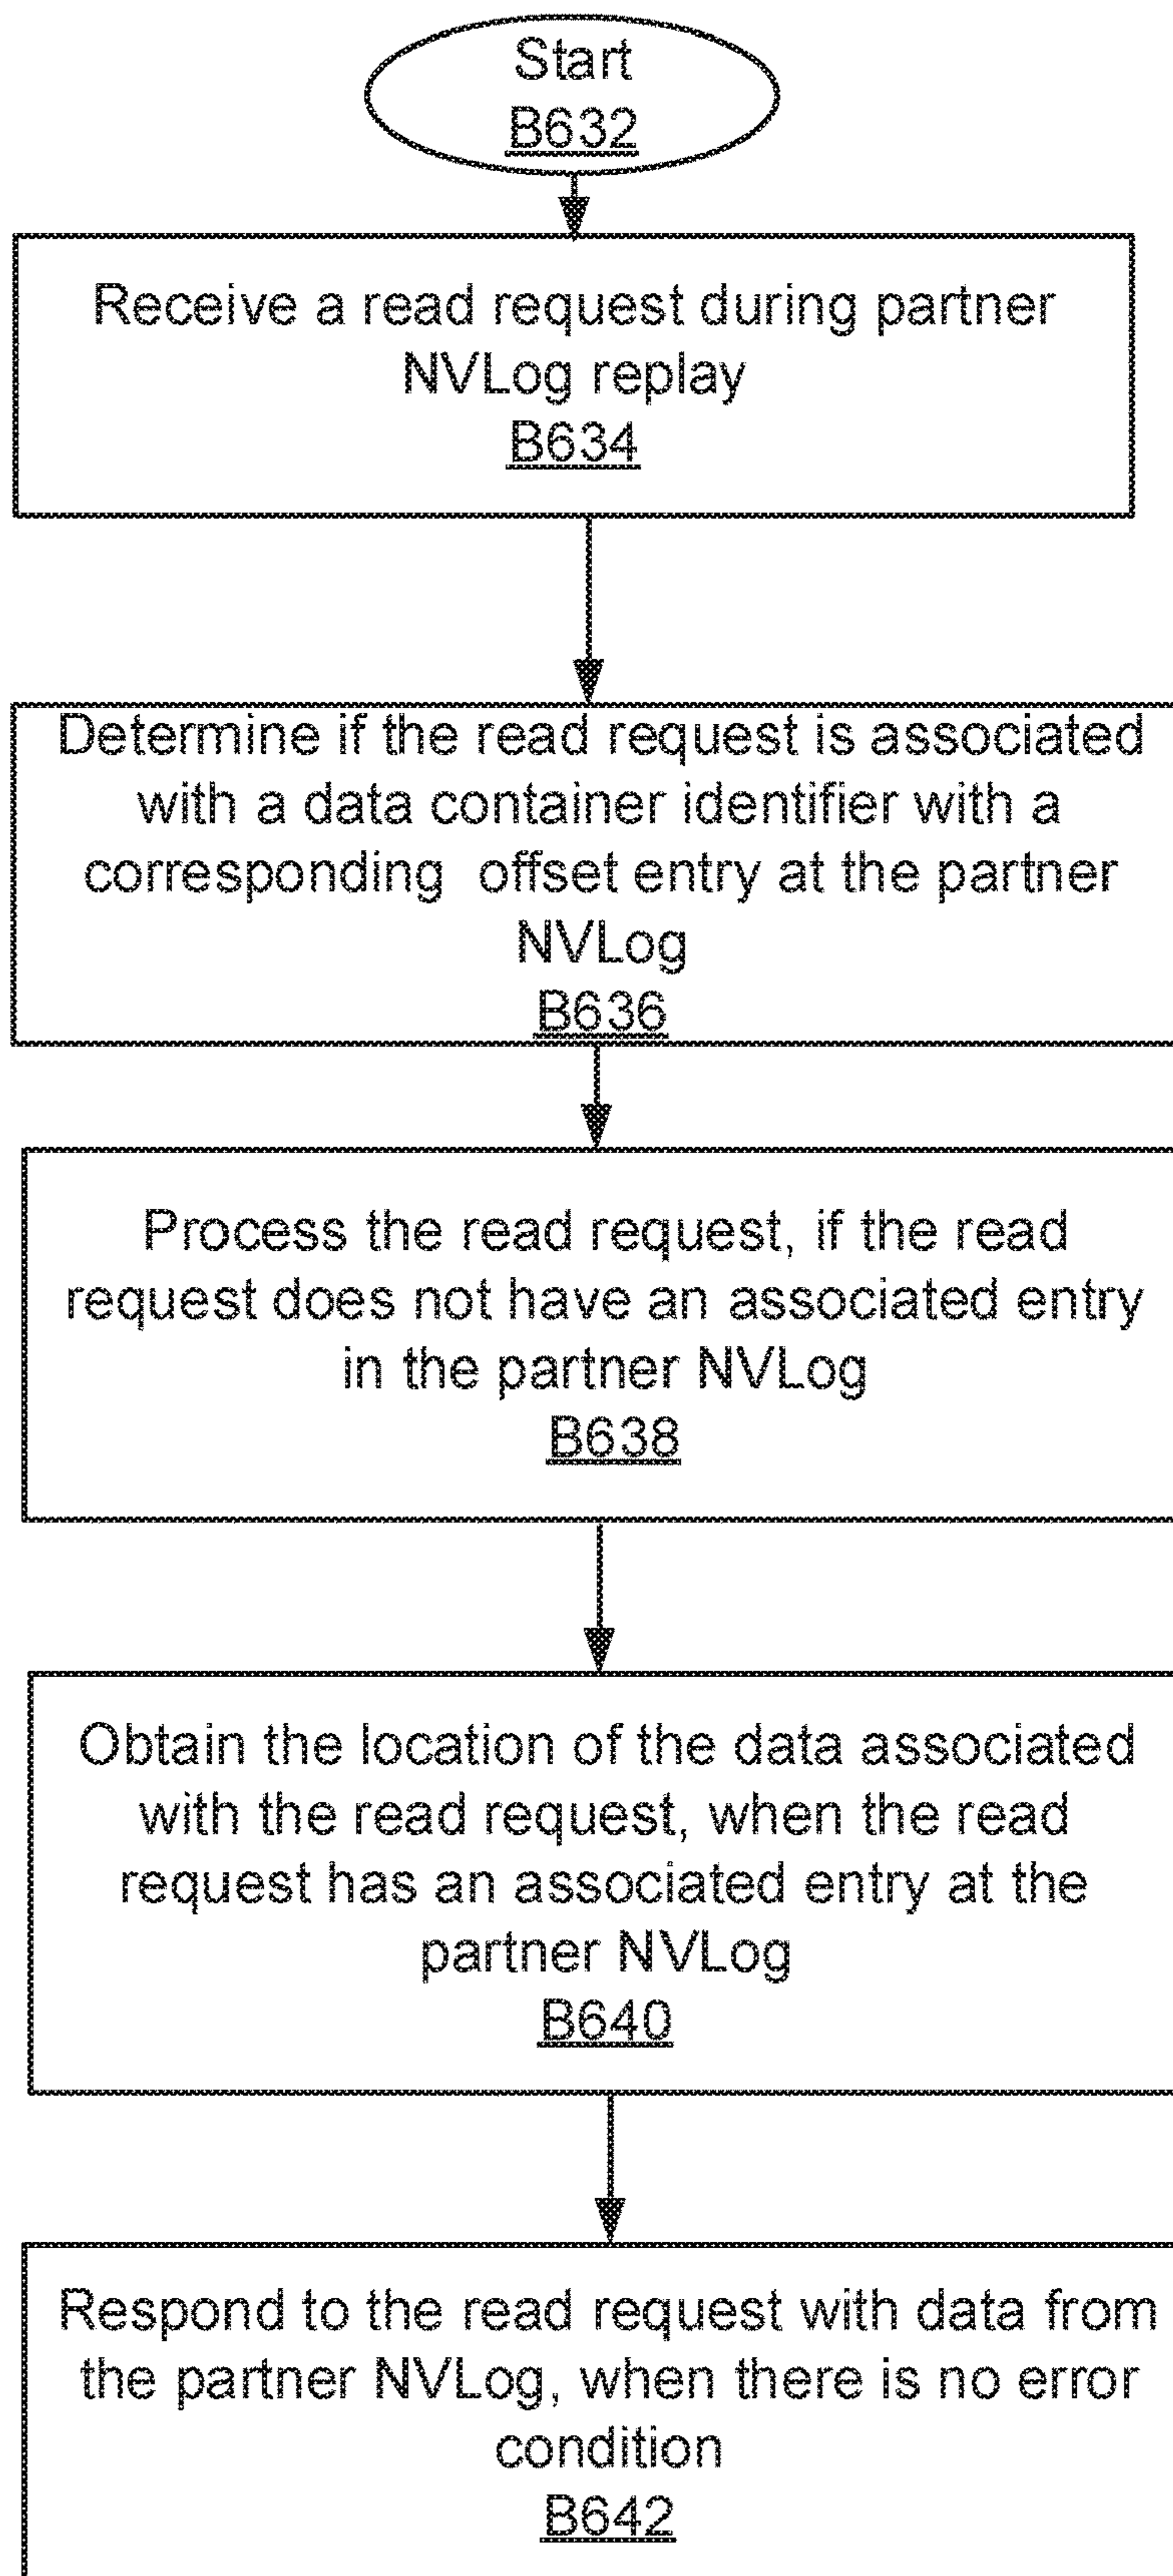 Start
B632
Receive a read request during partner
NVLog replay
B634
Determine if the read request is associated
with a data container identifier with a
corresponding offset entry at the partner
NVLog
B636
Process the read request, if the read
request does not have an associated entry
in the partner NVLog
B638
Obtain the location of the data associated
with the read request, when the read
request has an associated entry at the
partner NVLog
B640
Respond to the read request with data from
the partner NVLog, when there is no error
condition
B642